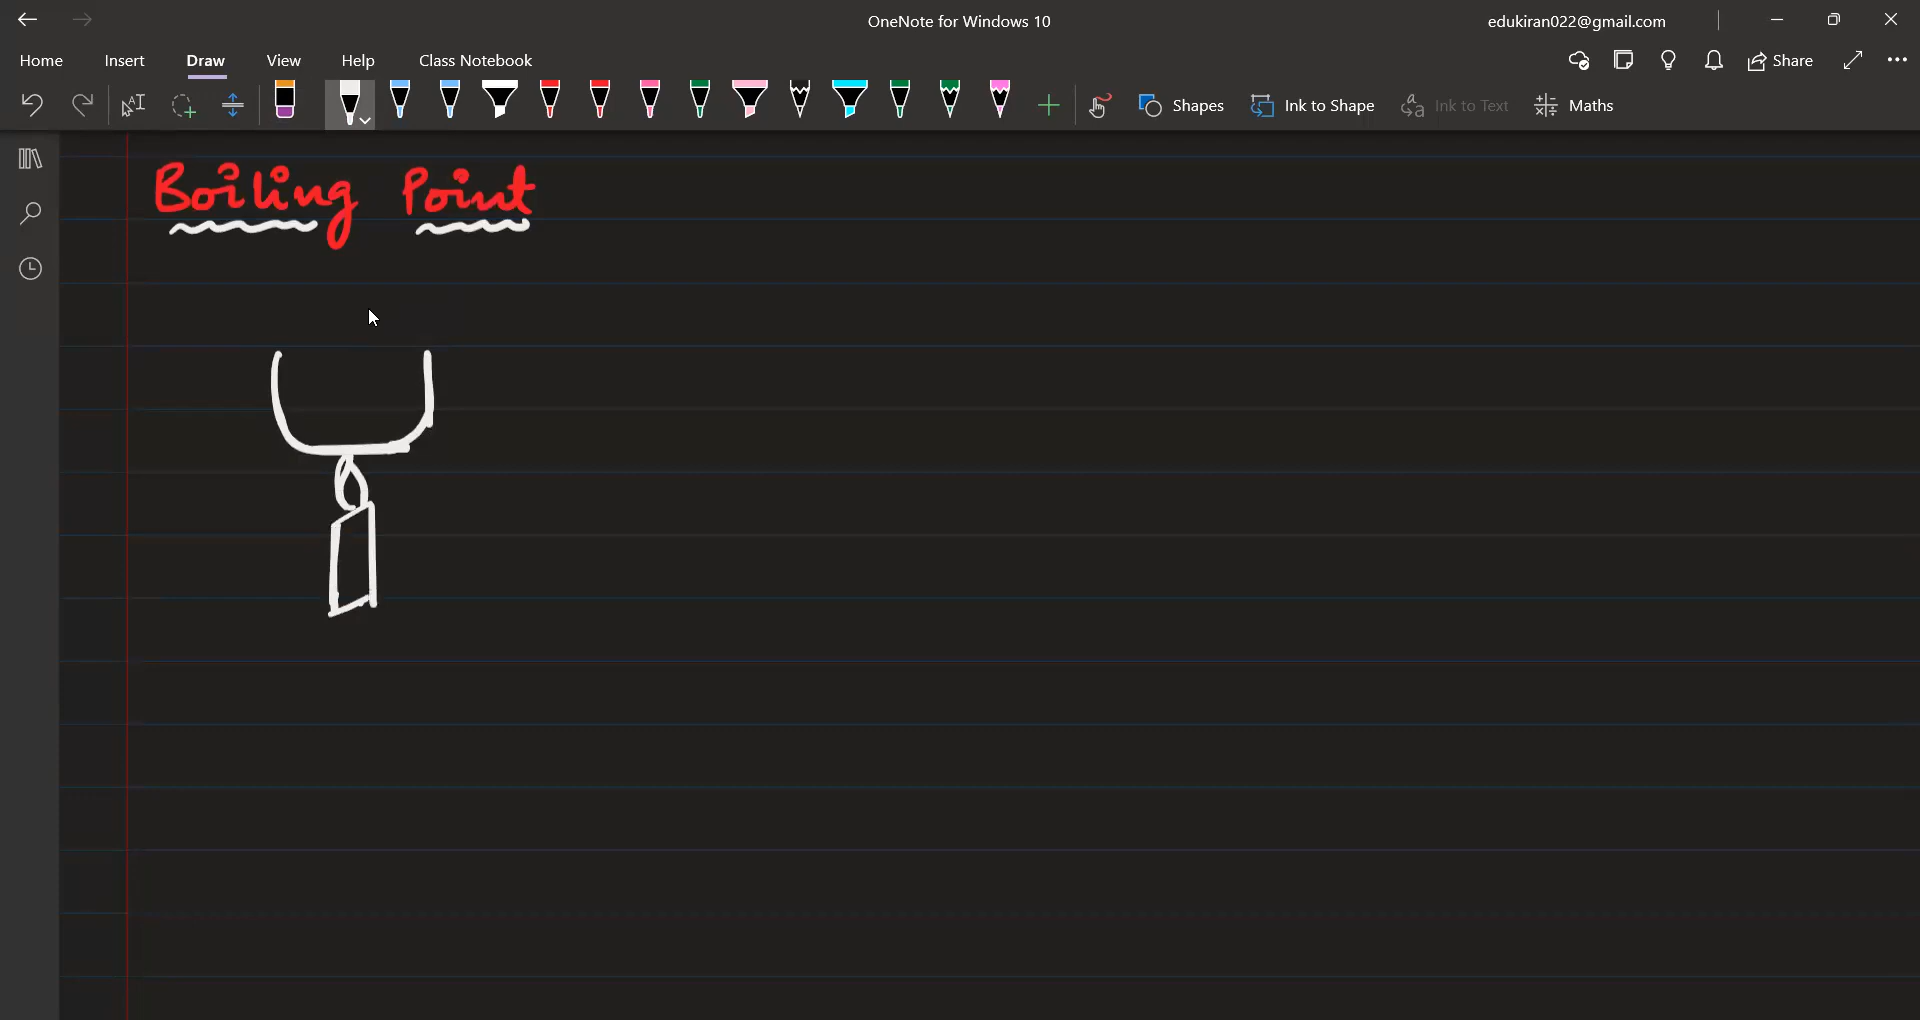 OneNote for Windows 10
edukiran022@gmail.com
Home Insert Draw View Help Class Notebook
Share
Shapes Ink to Shape Ink to Text Maths
Boiling Point